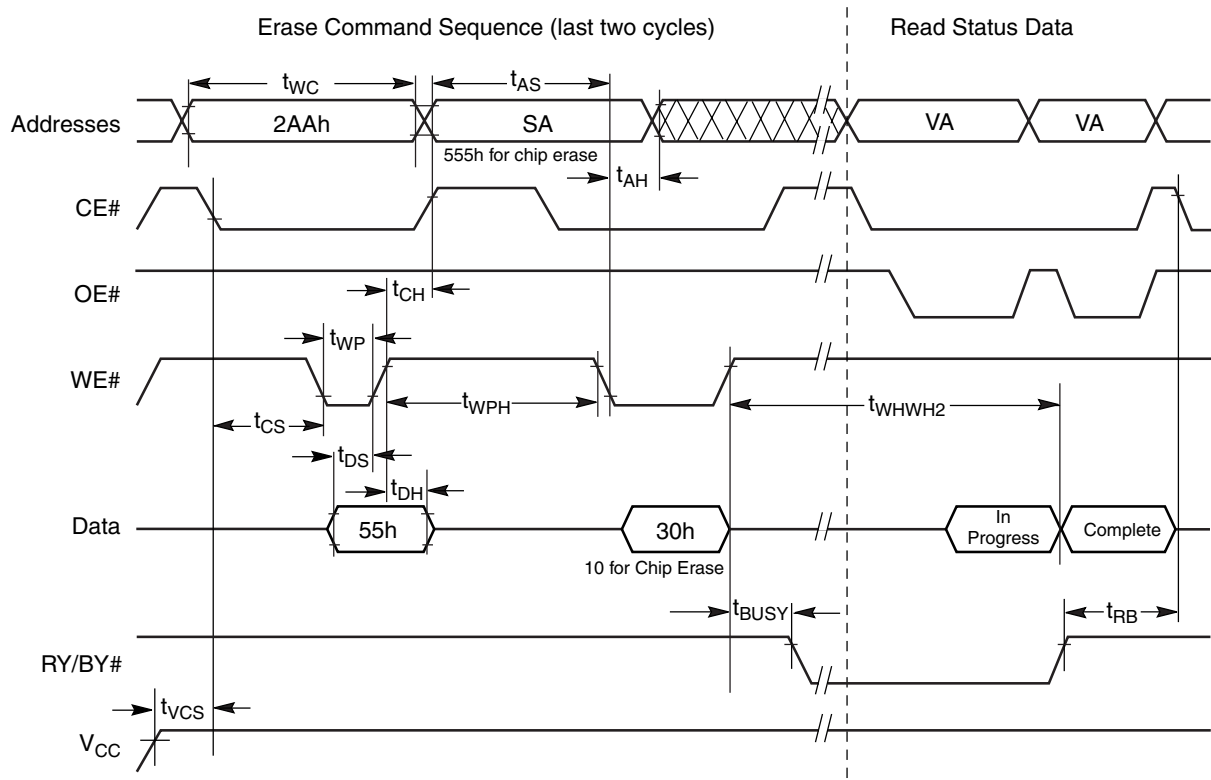 Erase Command Sequence (last two cycles)
Read Status Data
tWC
tAS
Addresses
2AAh
SA
VA
VA
555h for chip erase
tAH
CE#
OE#
tCH
tWP
WE#
tWPH
tWHWH2
tCS
tDS
tDH
Data
55h
30h
In
Progress
Complete
10 for Chip Erase
tBUSY
tRB
RY/BY#
tVCS
VCC